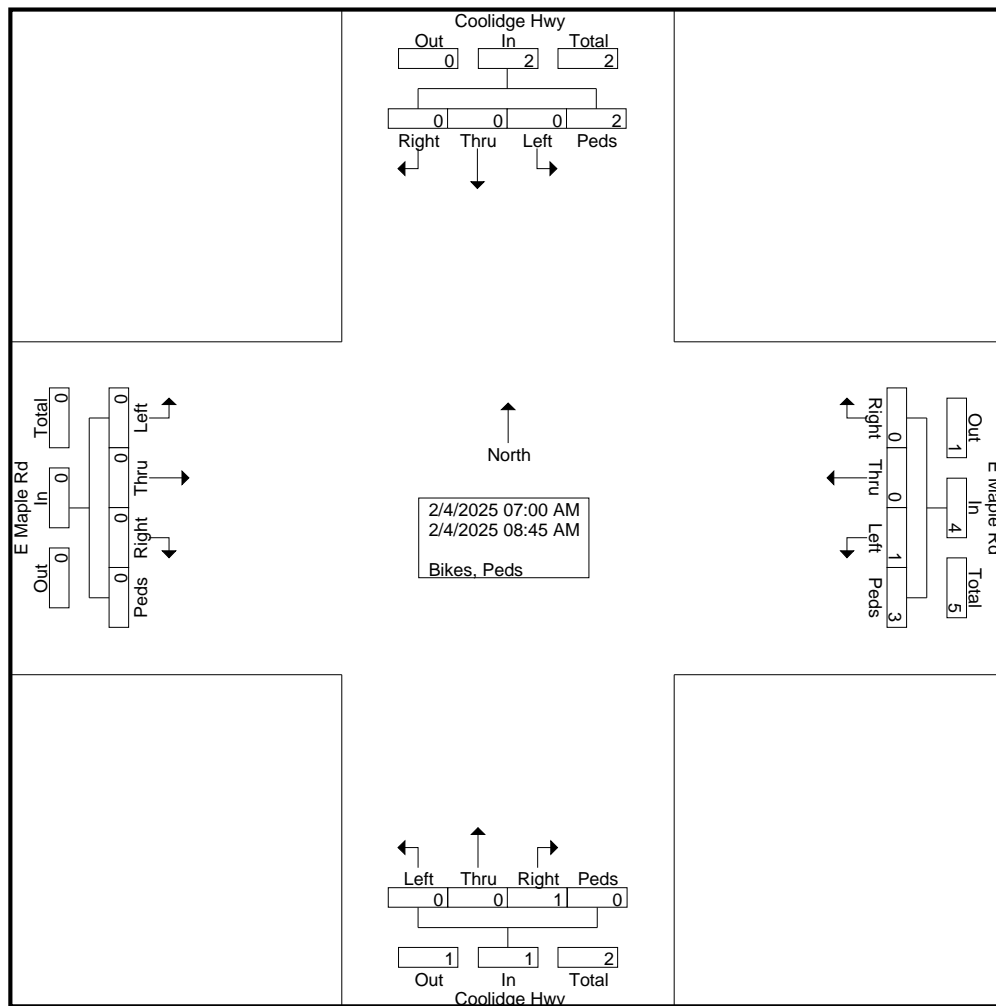 Coolidge Hwy
Out In Total
0 2 2
0 0 0 2
Right Thru Left Peds
E Maple Rd
Total In Out
0 0 0
0 0 0 0
Left Thru Right Peds
North
2/4/2025 07:00 AM
2/4/2025 08:45 AM
Bikes, Peds
Right Thru Left Peds
0 0 1 3
Out In Total
1 4 5
E Maple Rd
Left Thru Right Peds
0 0 1 0
1 1 2
Out In Total
Coolidge Hwy